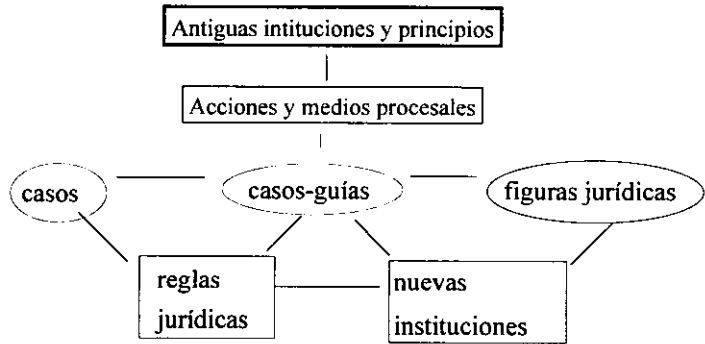 Antiguas intituciones y principios
Acciones y medios procesales
casos
casos-guías
figuras jurídicas
reglas
jurídicas
nuevas
instituciones